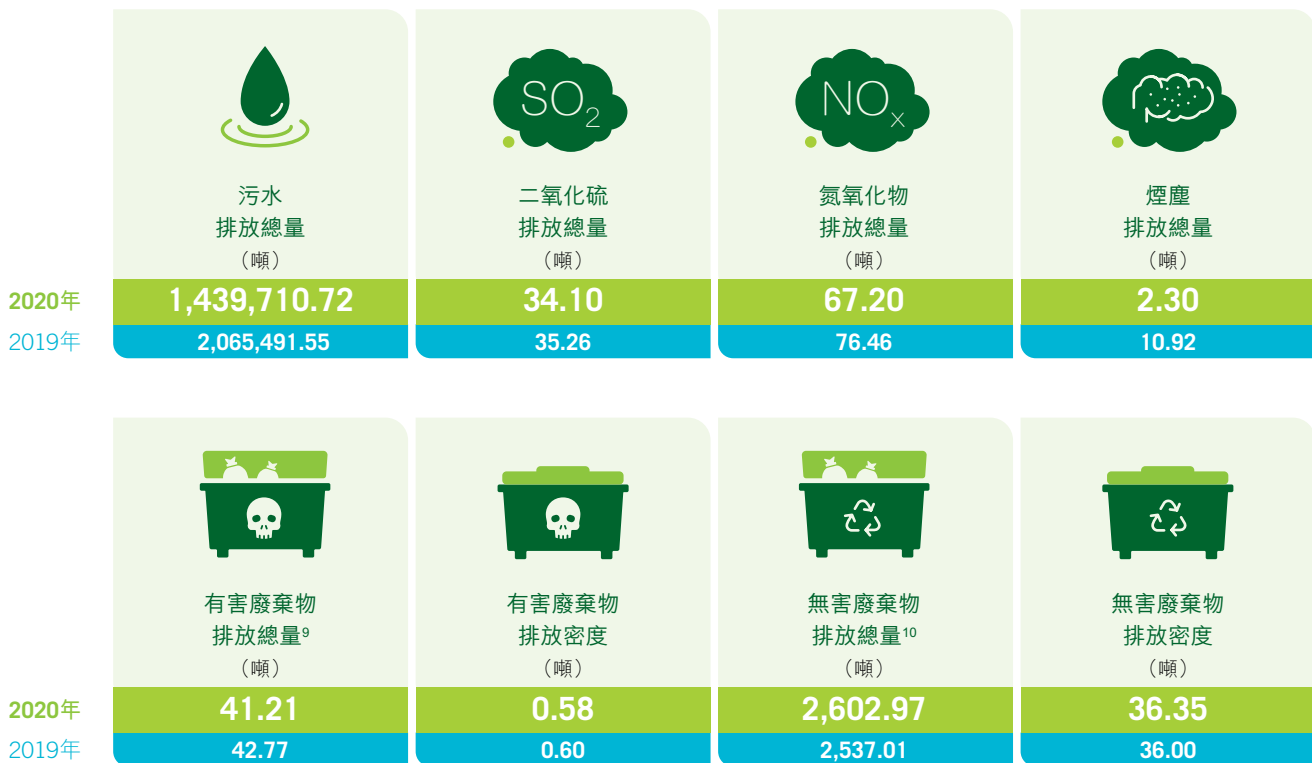 SO₂
NOₓ
污水
排放總量
（噸）
二氧化硫
排放總量
（噸）
氮氧化物
排放總量
（噸）
煙塵
排放總量
（噸）
2020年 1,439,710.72 34.10 67.20 2.30
2019年 2,065,491.55 35.26 76.46 10.92
有害廢棄物
排放總量⁹
（噸）
有害廢棄物
排放密度
（噸）
無害廢棄物
排放總量¹⁰
（噸）
無害廢棄物
排放密度
（噸）
2020年 41.21 0.58 2,602.97 36.35
2019年 42.77 0.60 2,537.01 36.00